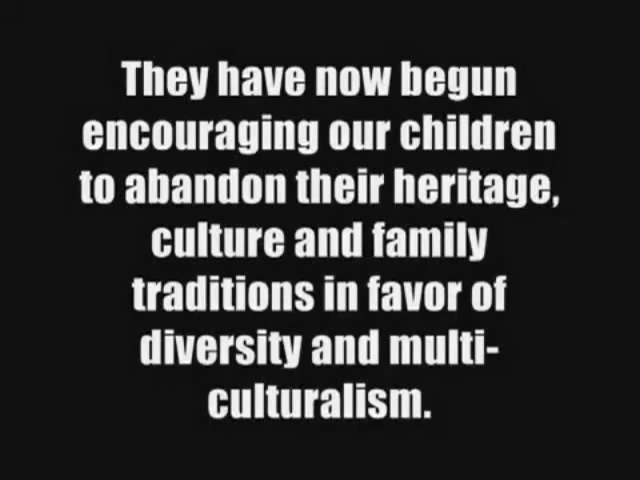 They have now begun
encouraging our children
to abandon their heritage,
culture and family
traditions in favor of
diversity and multi-
culturalism.